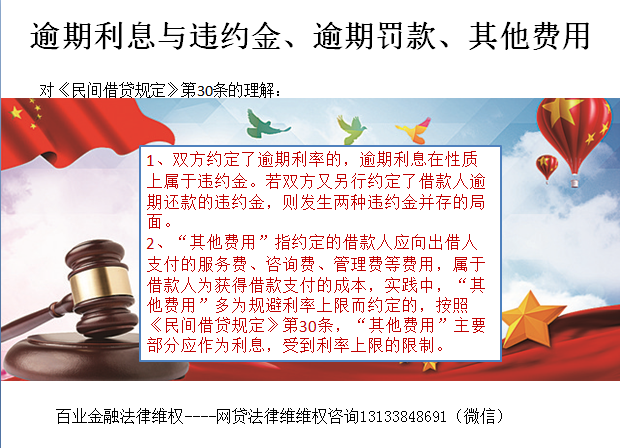 逾期利息与违约金、逾期罚款、其他费用
对《民间借贷规定》第30条的理解：
1、双方约定了逾期利率的，逾期利息在性质
上属于违约金。若双方又另行约定了借款人逾
期还款的违约金，则发生两种违约金并存的局
面。
2、“其他费用”指约定的借款人应向出借人
支付的服务费、咨询费、管理费等费用，属于
借款人为获得借款支付的成本，实践中，“其
他费用”多为规避利率上限而约定的，按照
《民间借贷规定》第30条，“其他费用”主要
部分应作为利息，受到利率上限的限制。
百业金融法律维权----网贷法律维维权咨询13133848691（微信）